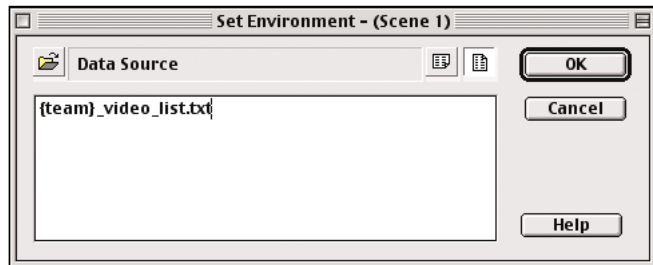 Set Environment - (Scene 1)
Data Source
OK
{team}_video_list.txt
Cancel
Help